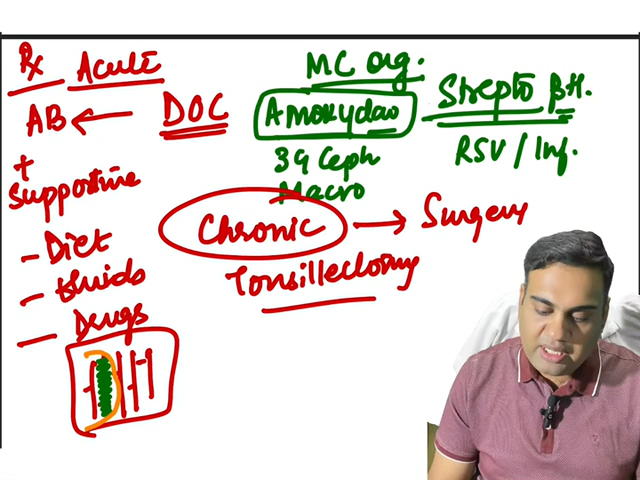 Rx Acute
AB ← DOC
+
Supportive
- Diet
- fluids
- Drugs
MC org.
Amoxyclav
Strepto βH.
3G Ceph
Macro
RSV / Inf.
Chronic → Surgery
Tonsillectomy